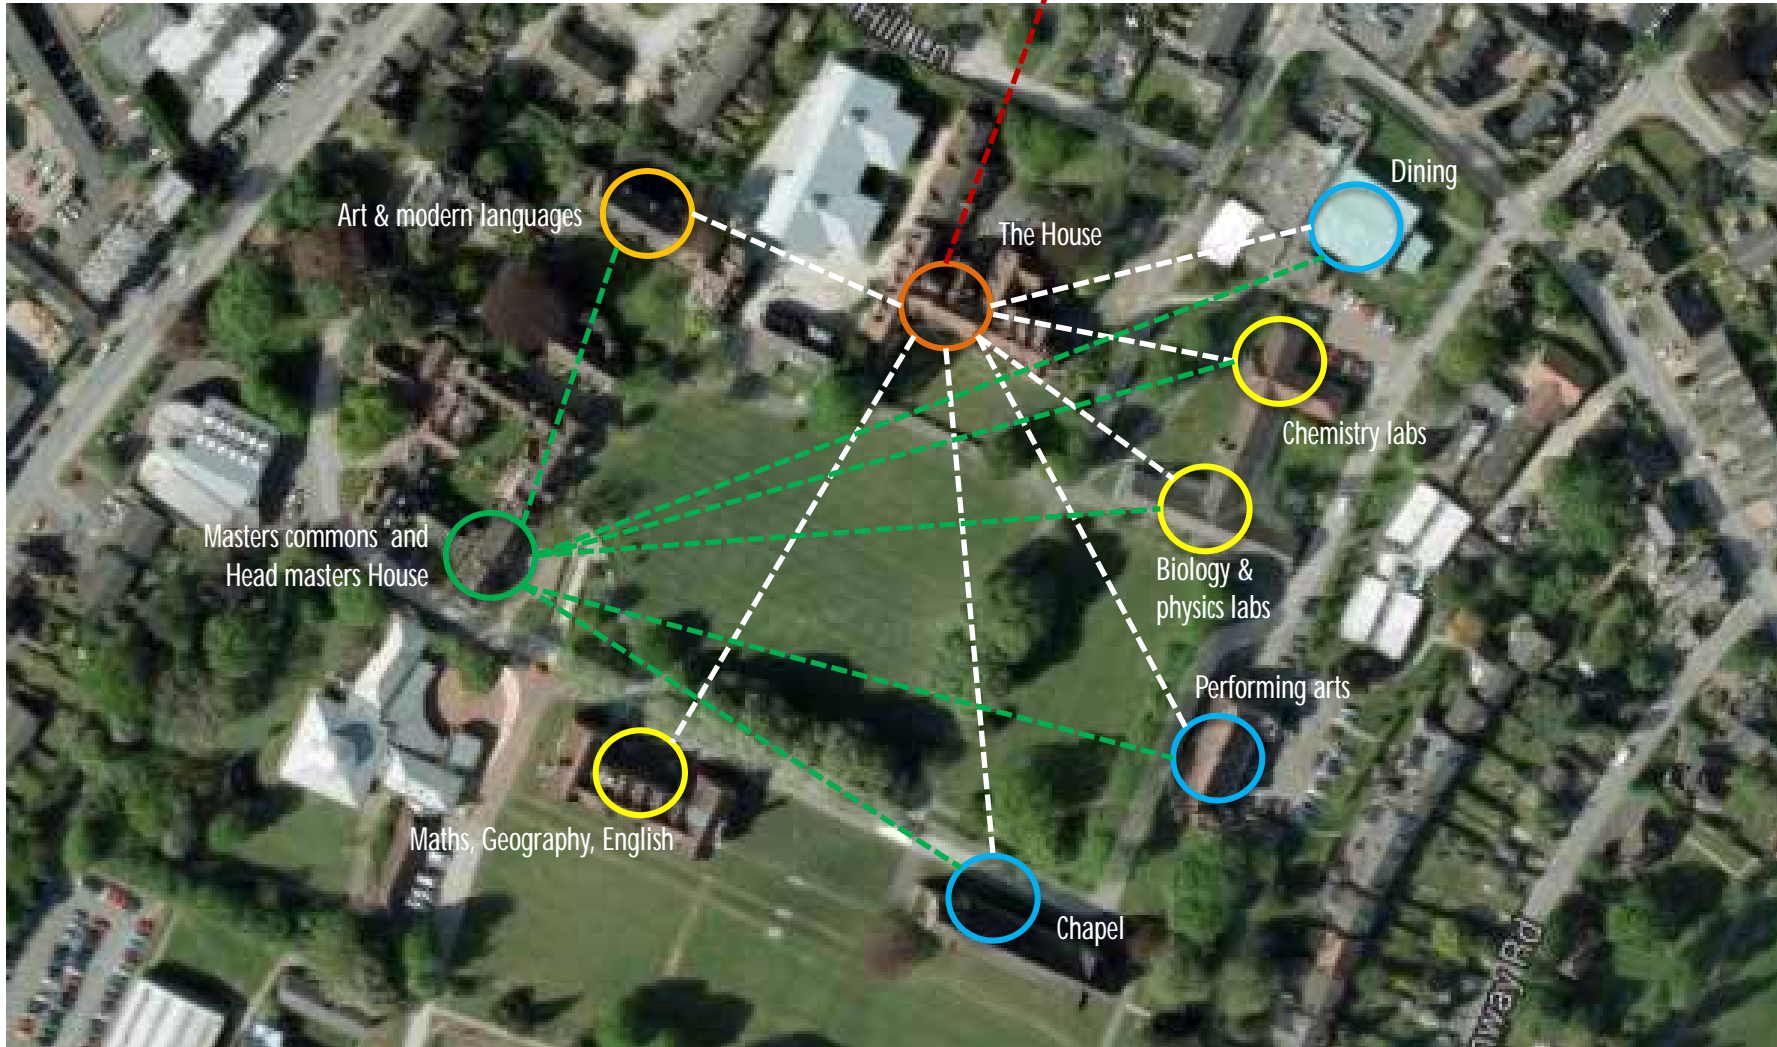 Dining
Art & modern languages
The House
Chemistry labs
Masters commons and
Head masters House
Biology &
physics labs
Performing arts
Maths, Geography, English
Chapel